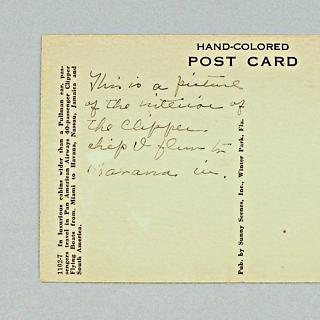 HAND-COLORED
POST CARD
This is a picture
of the interior of
the Clipper
ship I flew to
Havana in.
1102-7 In luxurious cabins wider than a Pullman car, pas-
sengers travel in Pan American Airways 40-passenger Clipper
Flying Boats from Miami to Havana, Nassau, Jamaica and
South America.
Pub. by Sunny Scenes, Inc., Winter Park, Fla.